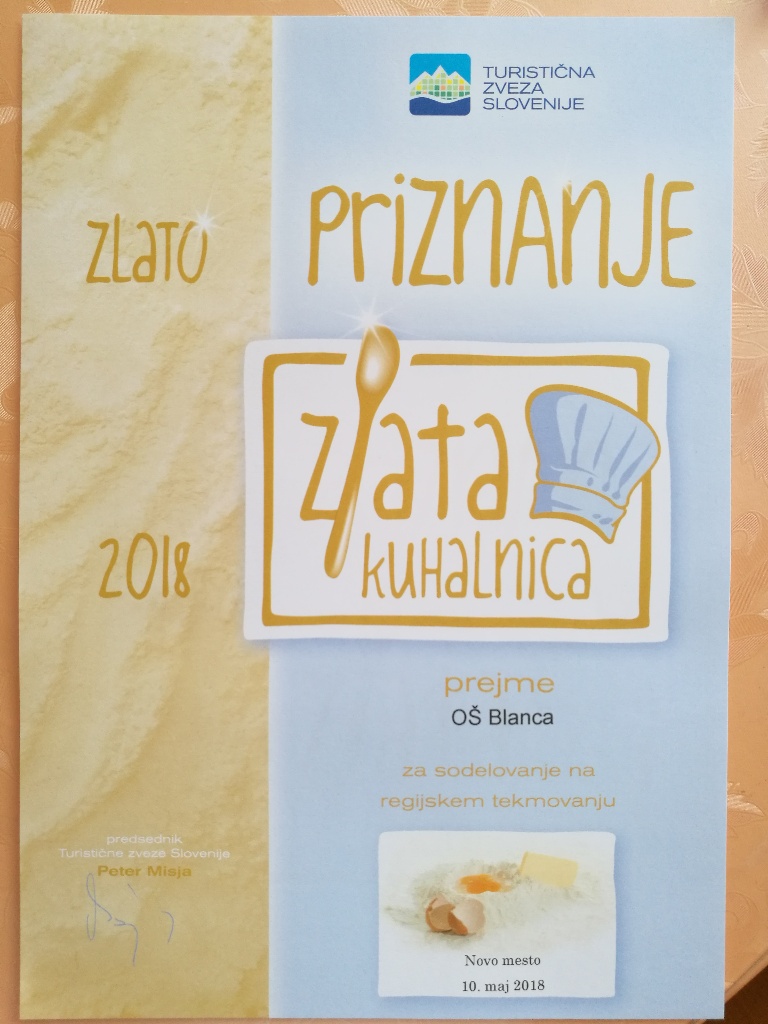 TURISTIČNA
ZVEZA
SLOVENIJE
ZLATO
PRIZNANJE
zlata
kuhalnica
2018
prejme
OŠ Blanca
za sodelovanje na
regijskem tekmovanju
predsednik
Turistične zveze Slovenije
Peter Misja
Novo mesto
10. maj 2018